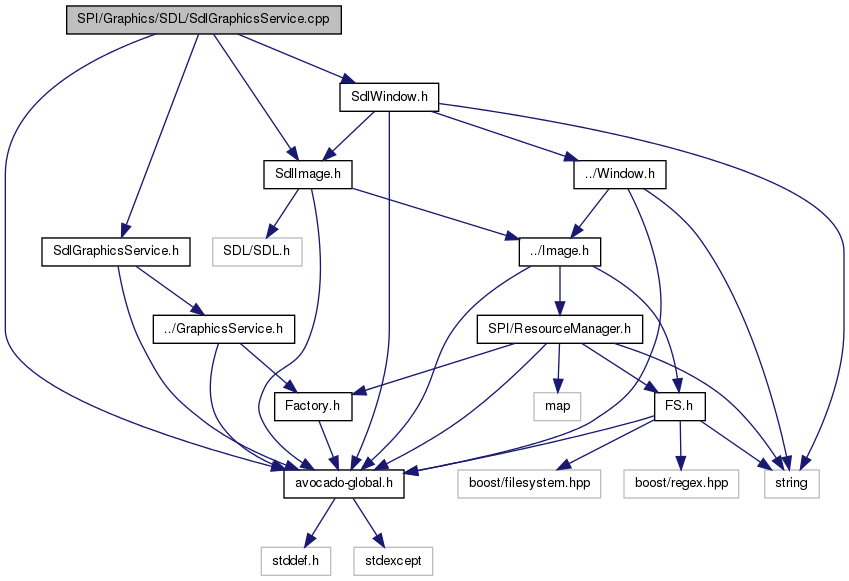 SPI/Graphics/SDL/SdlGraphicsService.cpp
SdlWindow.h
SdlImage.h
../Window.h
SdlGraphicsService.h
SDL/SDL.h
../Image.h
../GraphicsService.h
SPI/ResourceManager.h
Factory.h
map
FS.h
avocado-global.h
boost/filesystem.hpp
boost/regex.hpp
string
stddef.h
stdexcept